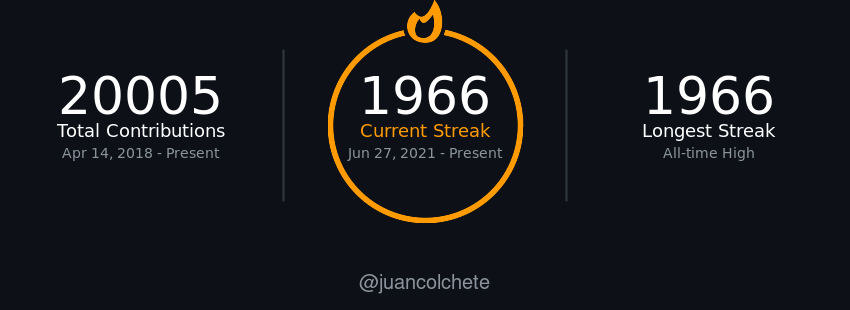 20005
Total Contributions
Apr 14, 2018 - Present
1966
Current Streak
Jun 27, 2021 - Present
1966
Longest Streak
All-time High
@juancolchete